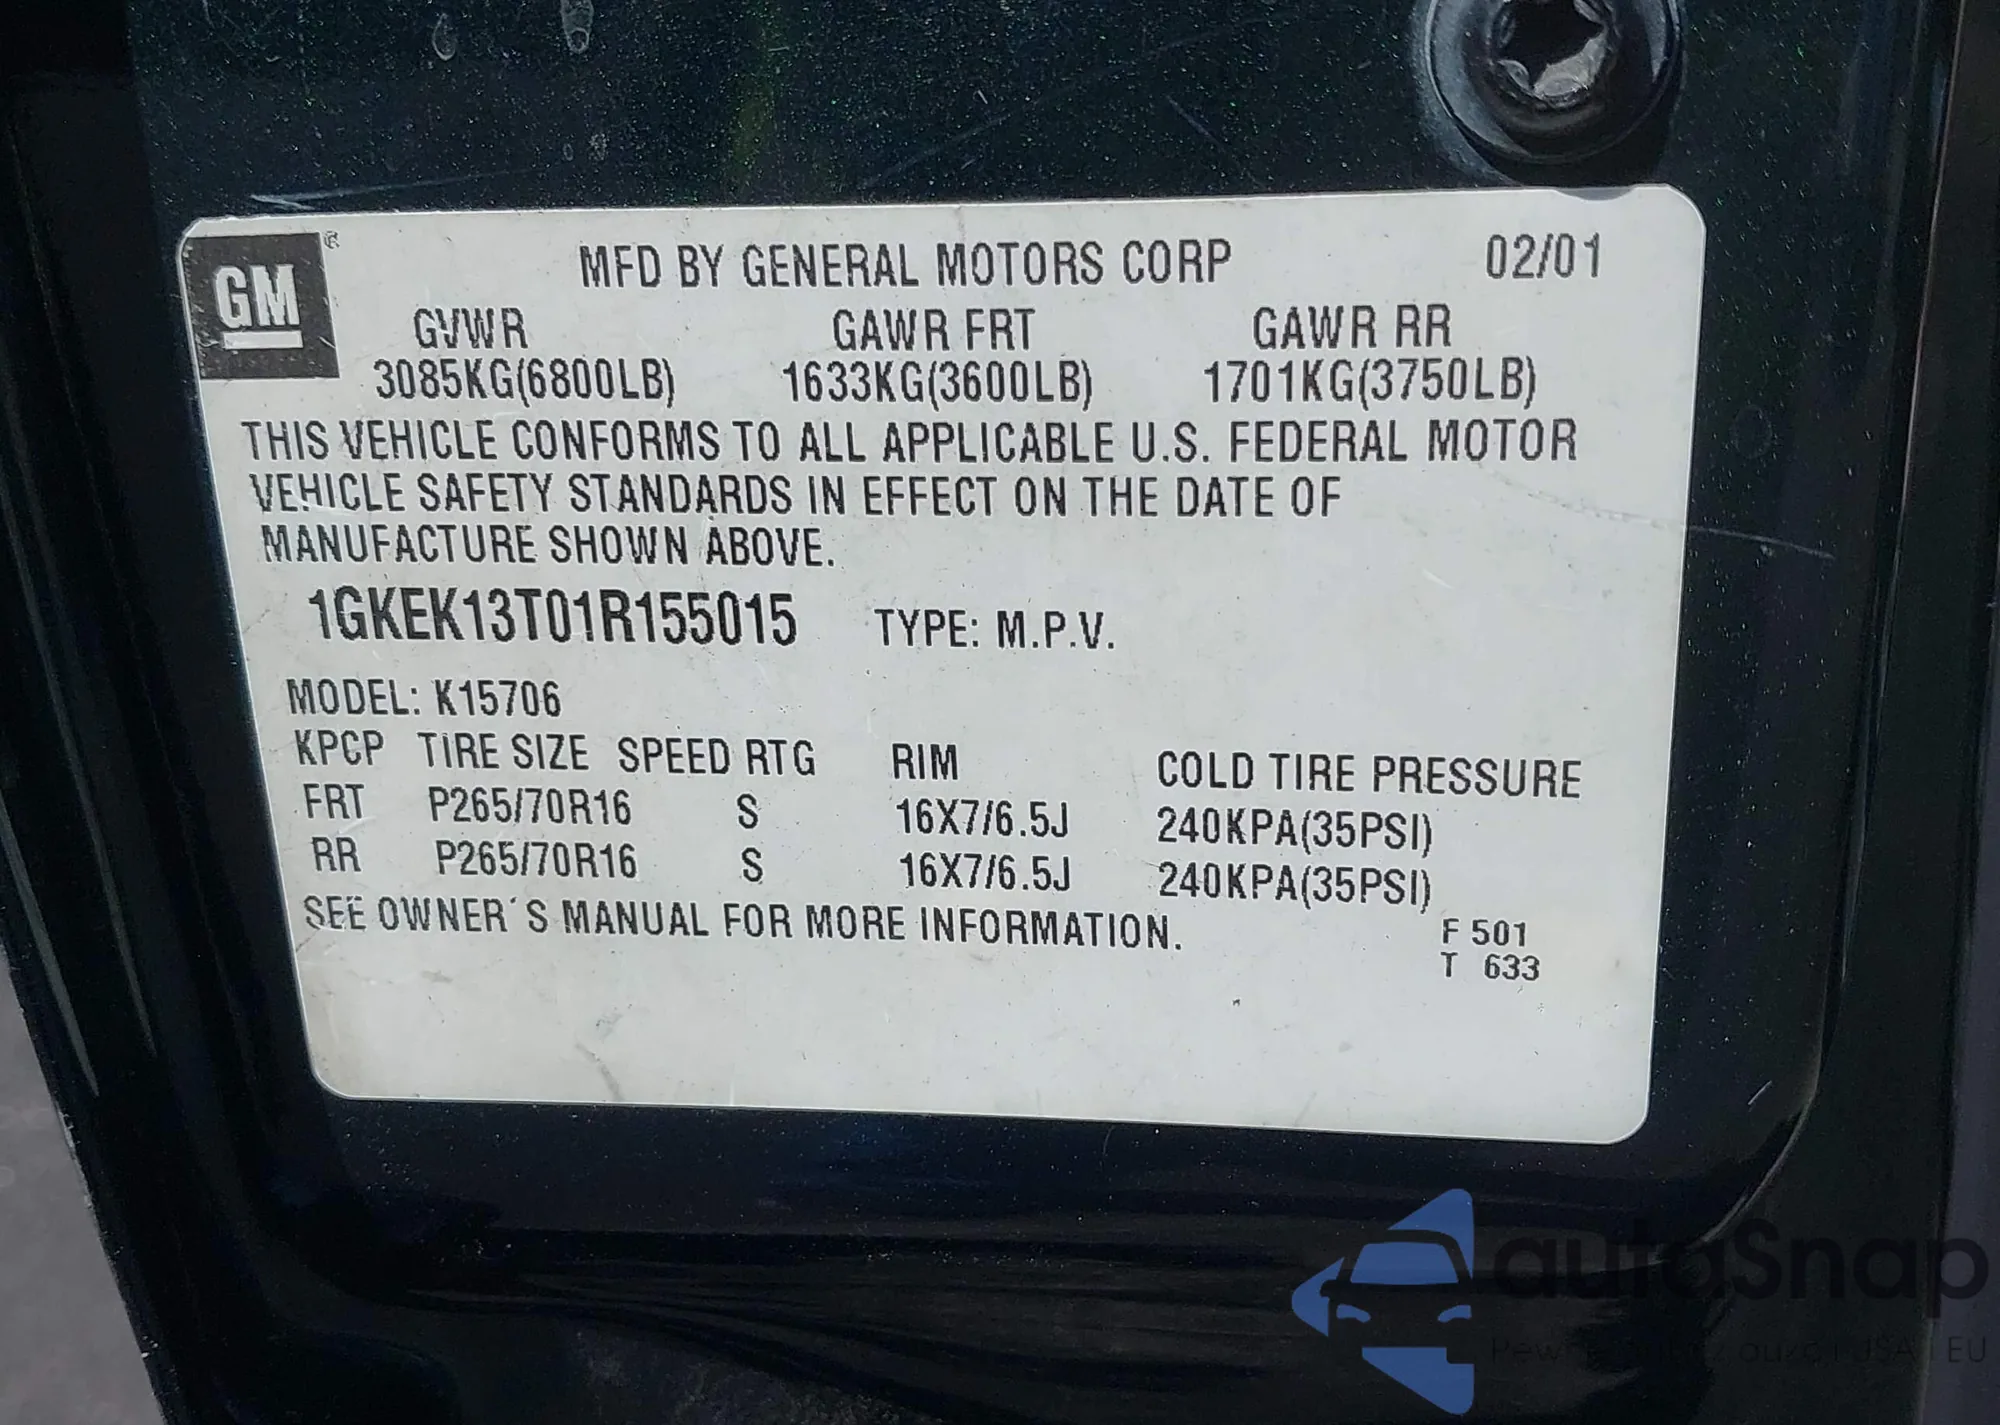 GM ®
MFD BY GENERAL MOTORS CORP 02/01
GVWR GAWR FRT GAWR RR
3085KG(6800LB) 1633KG(3600LB) 1701KG(3750LB)
THIS VEHICLE CONFORMS TO ALL APPLICABLE U.S. FEDERAL MOTOR
VEHICLE SAFETY STANDARDS IN EFFECT ON THE DATE OF
MANUFACTURE SHOWN ABOVE.
1GKEK13T01R155015 TYPE: M.P.V.
MODEL: K15706
KPCP TIRE SIZE SPEED RTG RIM COLD TIRE PRESSURE
FRT P265/70R16 S 16X7/6.5J 240KPA(35PSI)
RR P265/70R16 S 16X7/6.5J 240KPA(35PSI)
SEE OWNER´S MANUAL FOR MORE INFORMATION.
F 501
T 633
autoSnap
USA i EU